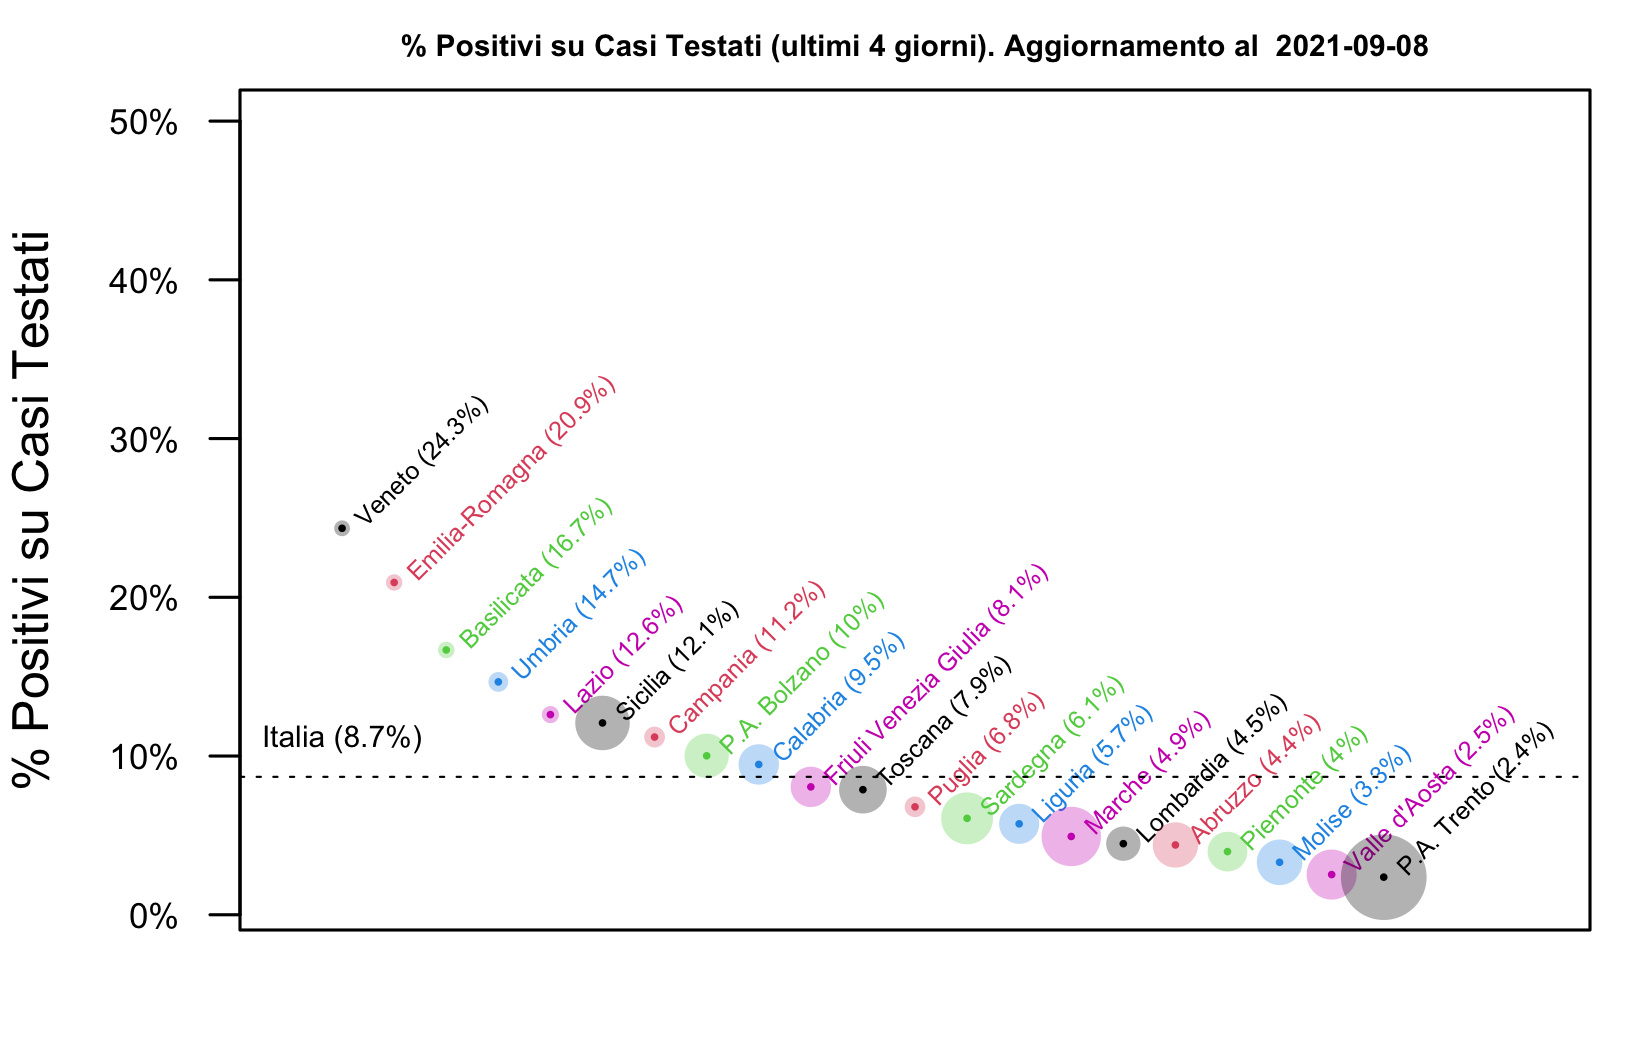 % Positivi su Casi Testati (ultimi 4 giorni). Aggiornamento al  2021-09-08
% Positivi su Casi Testati
50%
40%
30%
20%
10%
0%
Italia (8.7%)
Veneto (24.3%)
Emilia-Romagna (20.9%)
Basilicata (16.7%)
Umbria (14.7%)
Lazio (12.6%)
Sicilia (12.1%)
Campania (11.2%)
P.A. Bolzano (10%)
Calabria (9.5%)
Friuli Venezia Giulia (8.1%)
Toscana (7.9%)
Puglia (6.8%)
Sardegna (6.1%)
Liguria (5.7%)
Marche (4.9%)
Lombardia (4.5%)
Abruzzo (4.4%)
Piemonte (4%)
Molise (3.3%)
Valle d'Aosta (2.5%)
P.A. Trento (2.4%)